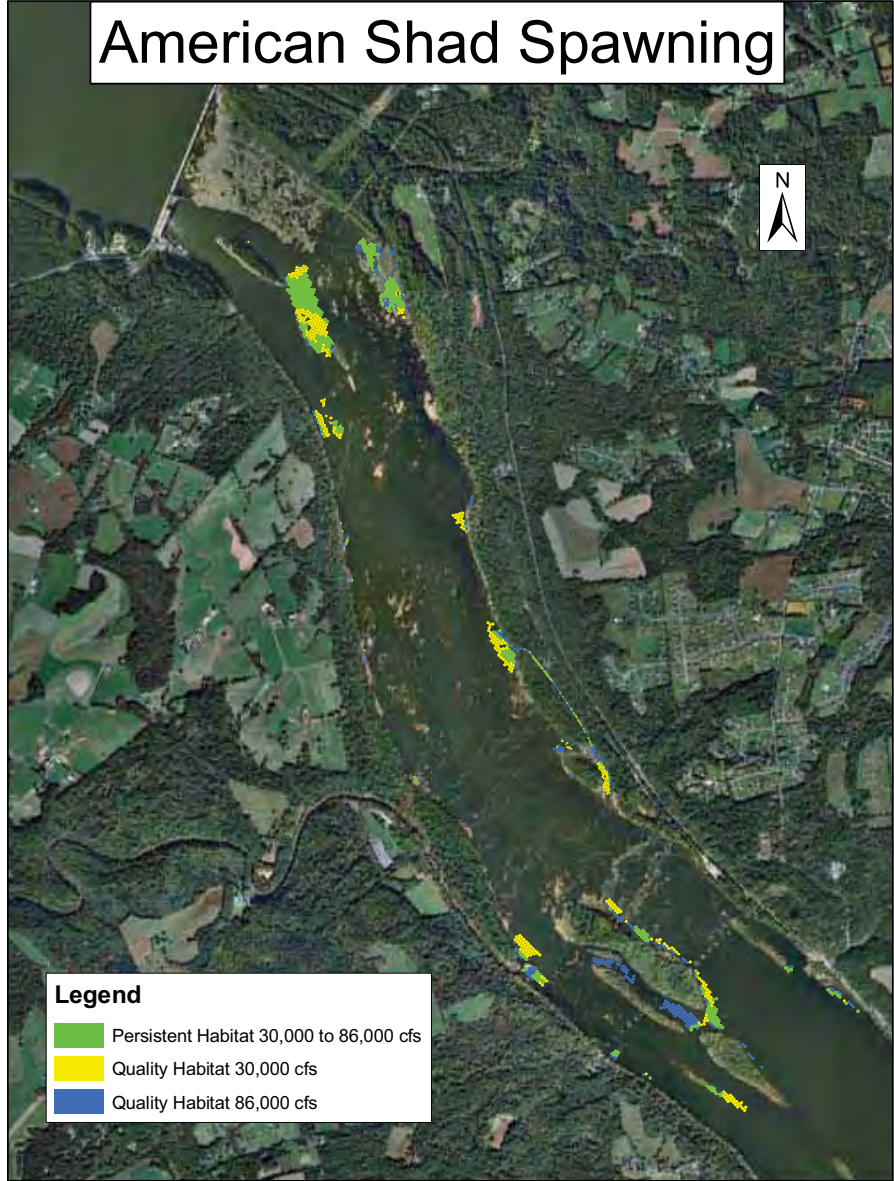 American Shad Spawning
N
Legend
Persistent Habitat 30,000 to 86,000 cfs
Quality Habitat 30,000 cfs
Quality Habitat 86,000 cfs